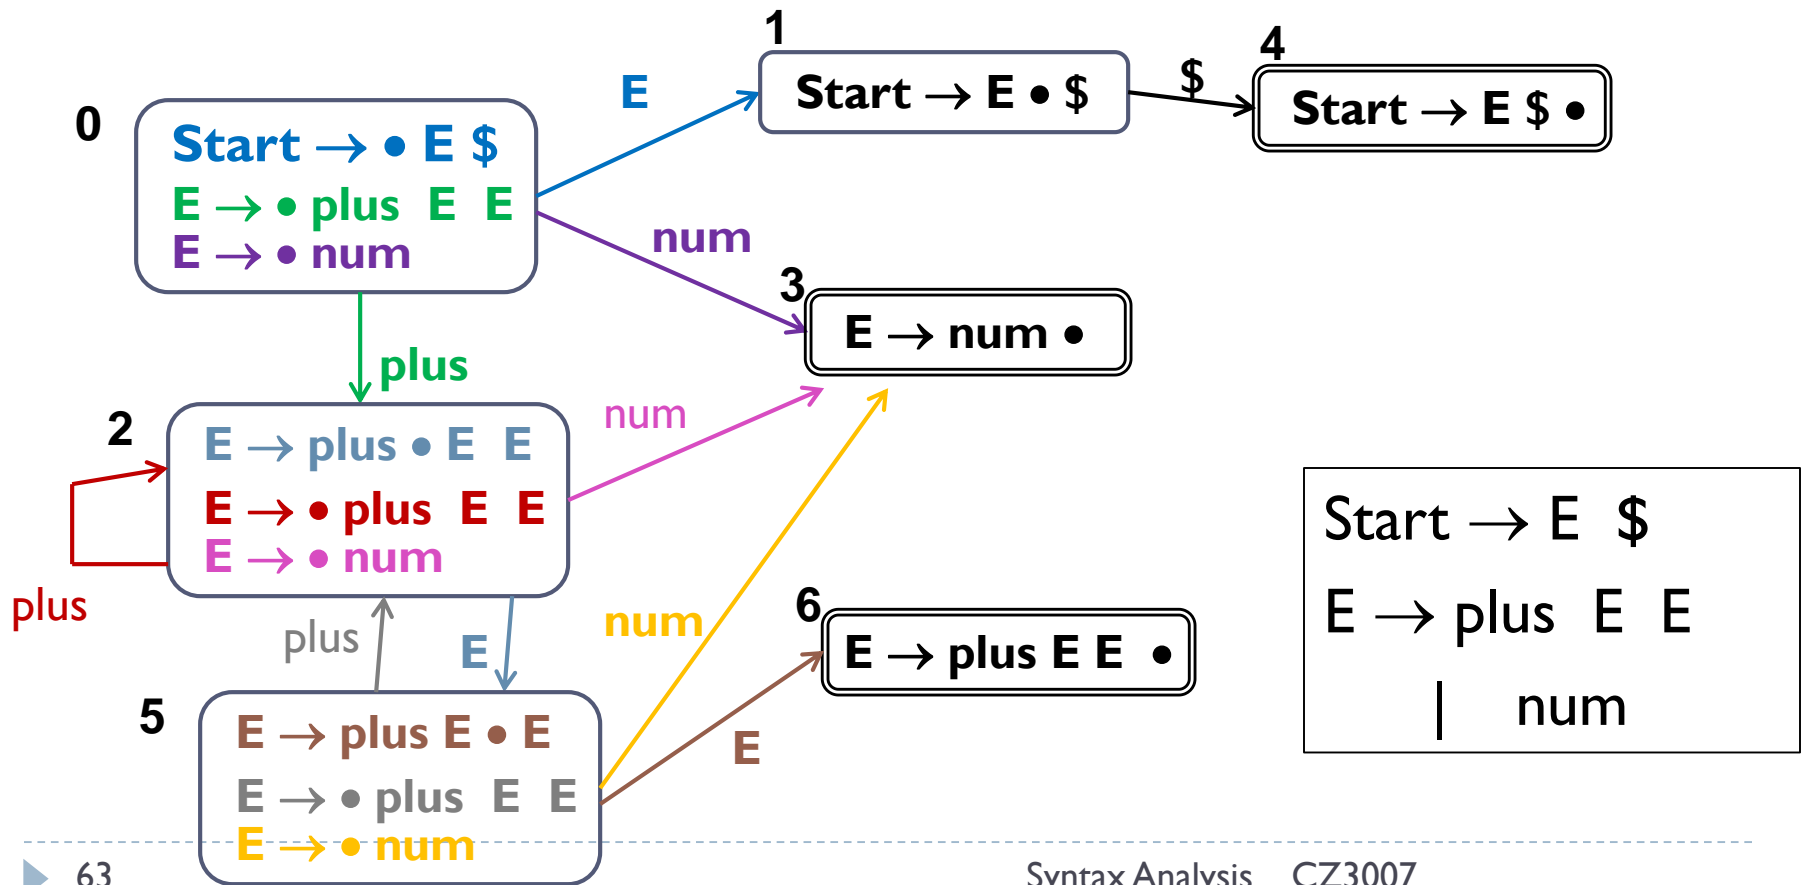 0
Start → • E $
E → • plus E E
E → • num
E
1
Start → E • $
$
4
Start → E $ •
num
3
E → num •
plus
2
E → plus • E E
E → • plus E E
E → • num
plus
num
plus
E
num
5
E → plus E • E
E → • plus E E
E → • num
E
6
E → plus E E •
Start → E $
E → plus E E
| num
63
Syntax Analysis CZ3007